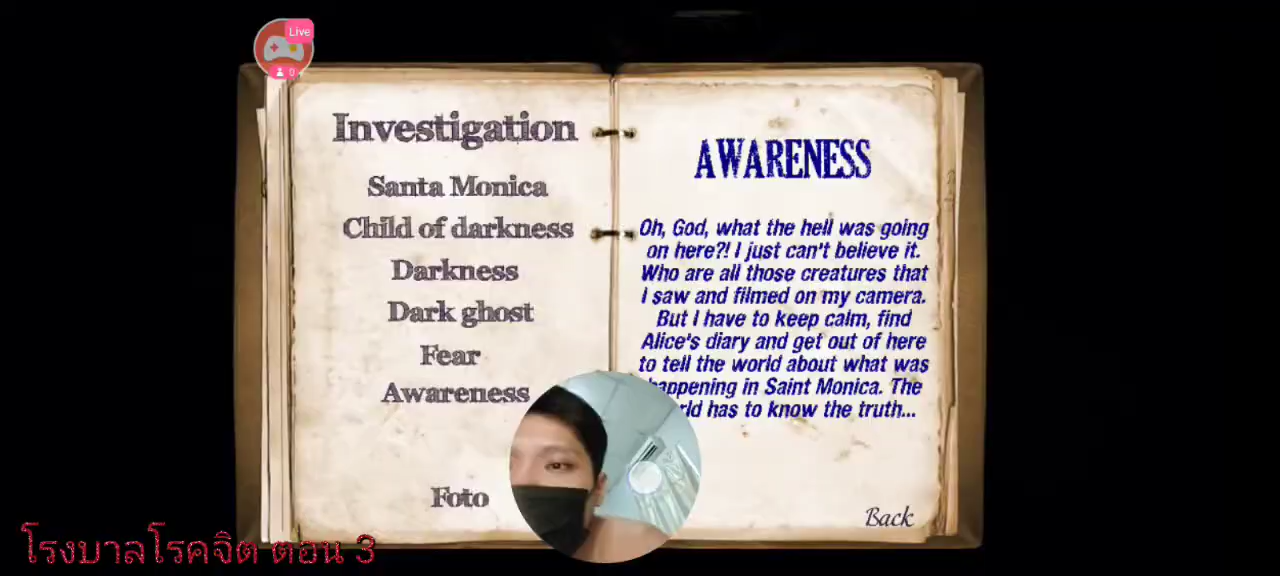 Live
0
Investigation
Santa Monica
Child of darkness
Darkness
Dark ghost
Fear
Awareness
Foto
AWARENESS
Oh, God, what the hell was going
on here?! I just can't believe it.
Who are all those creatures that
I saw and filmed on my camera.
But I have to keep calm, find
Alice's diary and get out of here
to tell the world about what was
happening in Saint Monica. The
has to know the truth...
Back
โรงบาลโรคจิต ตอน 3